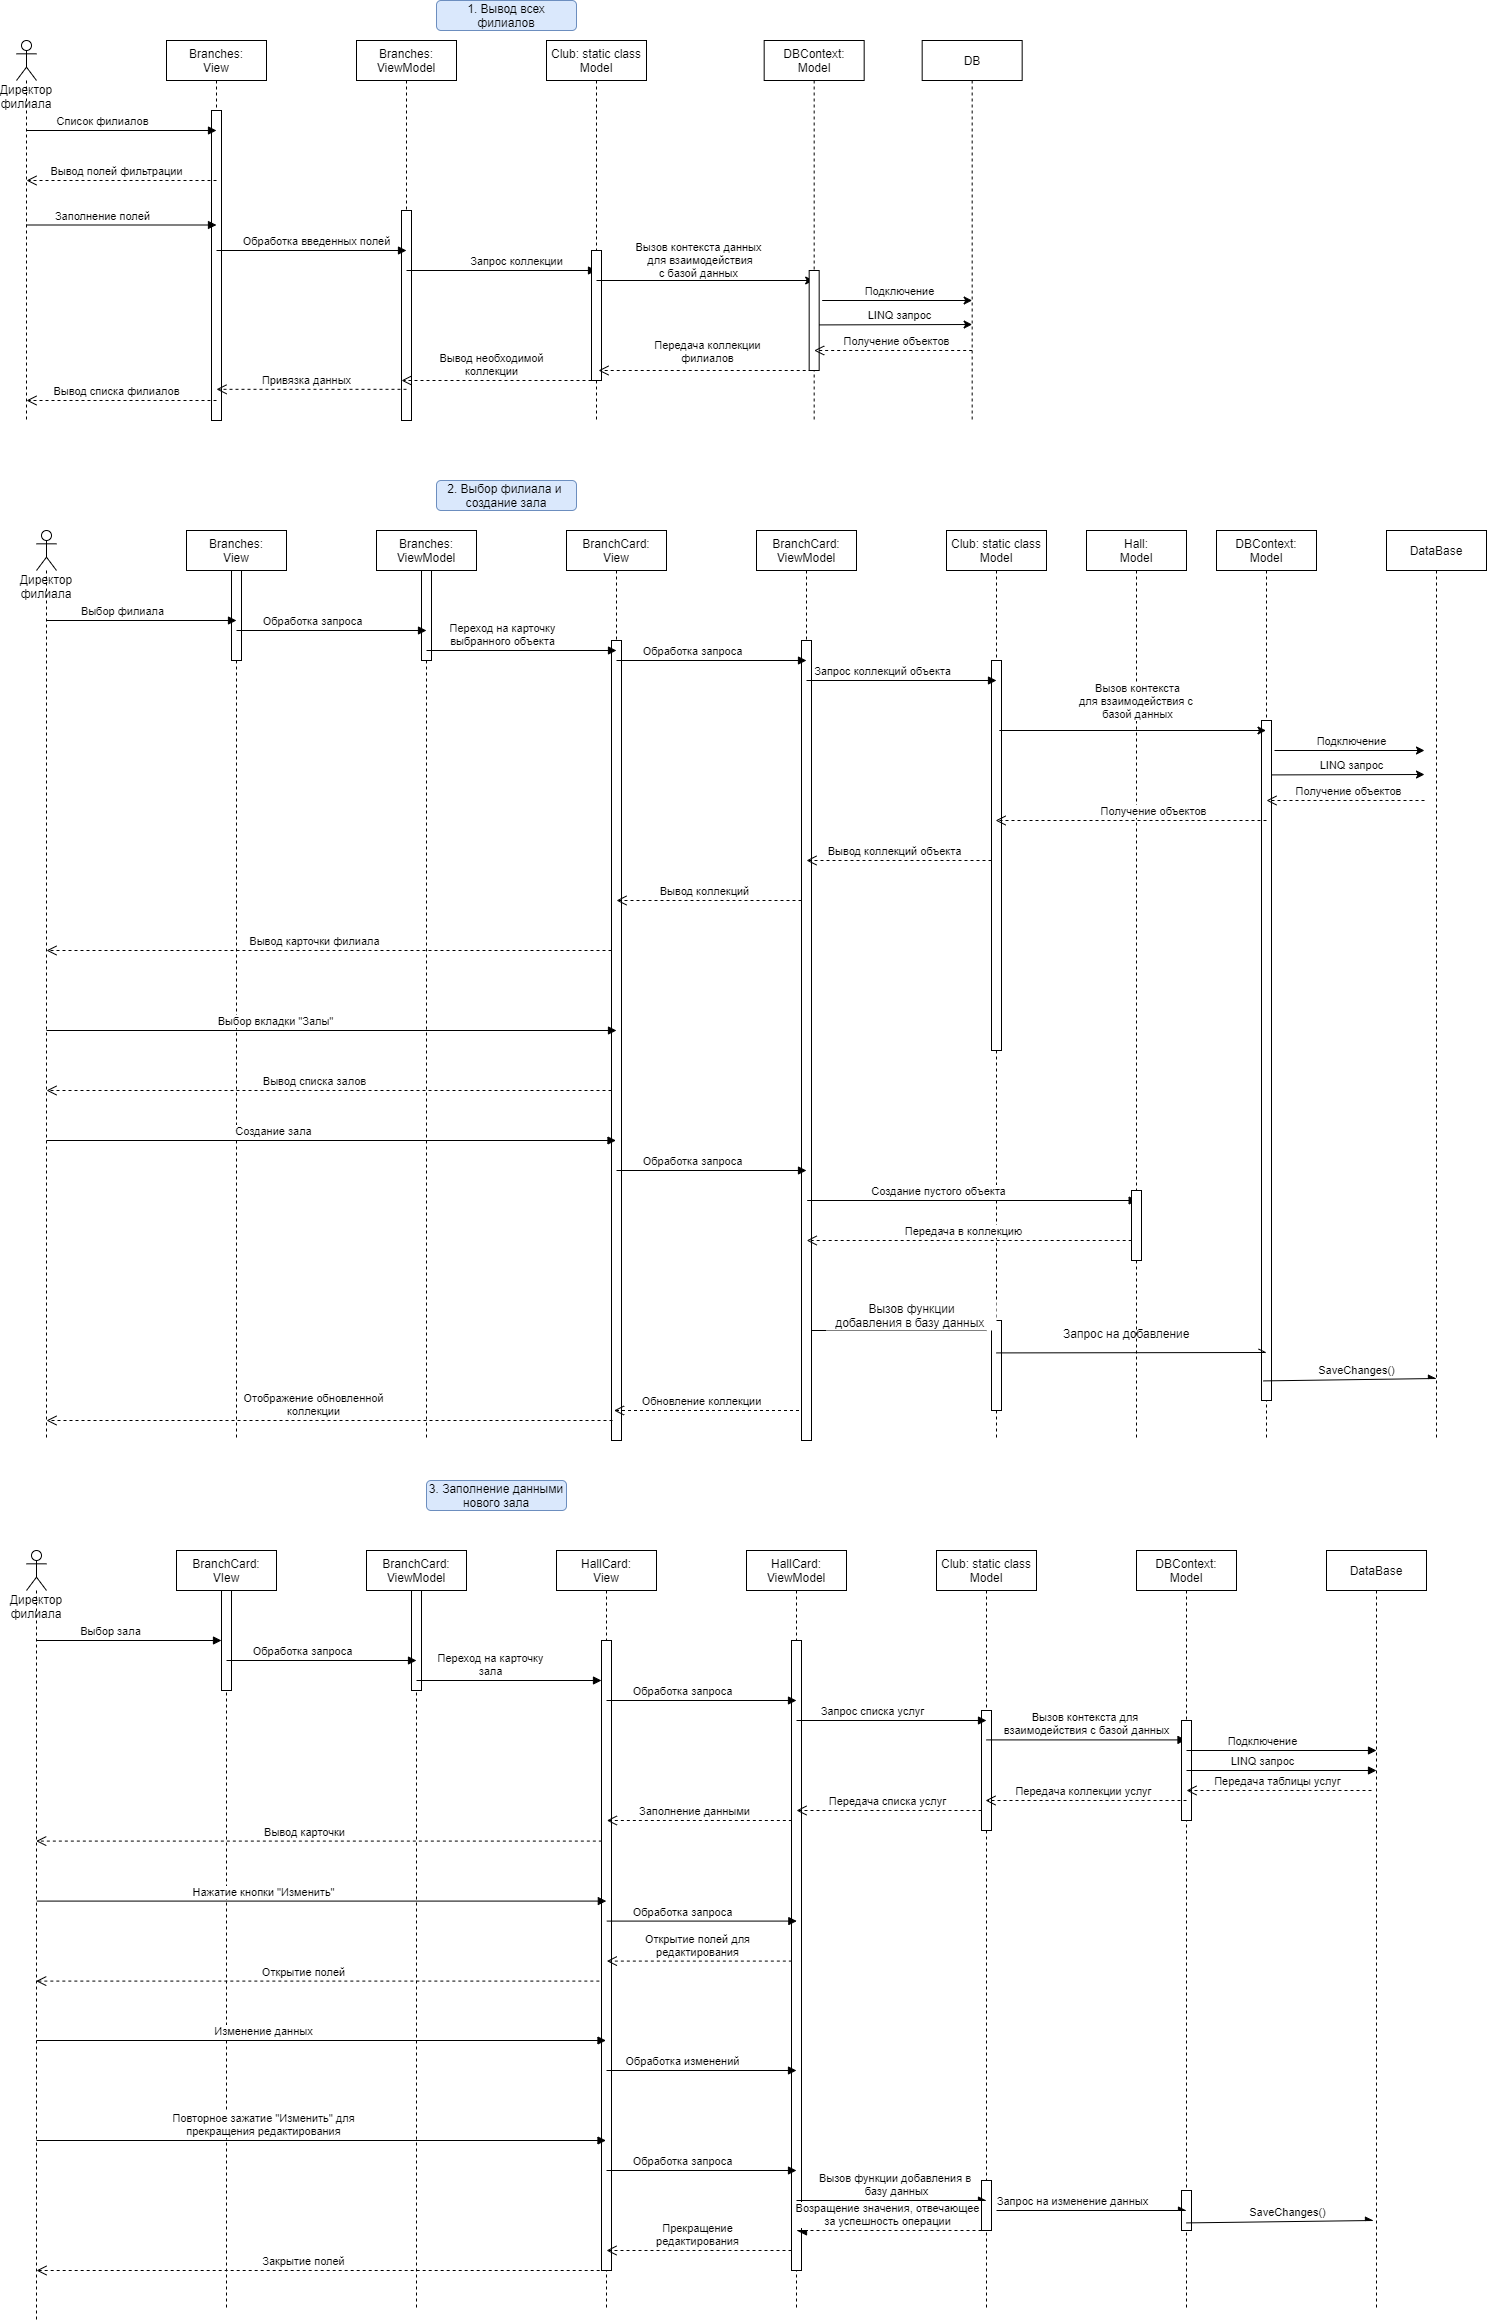 1. Вывод всех
филиалов
Директор
филиала
Branches:
View
Branches:
ViewModel
Club: static class
Model
DBContext:
Model
DB
Список филиалов
Вывод полей фильтрации
Заполнение полей
Обработка введенных полей
Запрос коллекции
Вызов контекста данных
для взаимодействия
с базой данных
Подключение
LINQ запрос
Получение объектов
Передача коллекции
филиалов
Вывод необходимой
коллекции
Привязка данных
Вывод списка филиалов
2. Выбор филиала и
создание зала
Директор
филиала
Branches:
View
Branches:
ViewModel
BranchCard:
View
BranchCard:
ViewModel
Club: static class
Model
Hall:
Model
DBContext:
Model
DataBase
Выбор филиала
Обработка запроса
Переход на карточку
выбранного объекта
Обработка запроса
Запрос коллекций объекта
Вызов контекста
для взаимодействия с
базой данных
Подключение
LINQ запрос
Получение объектов
Получение объектов
Вывод коллекций объекта
Вывод коллекций
Вывод карточки филиала
Выбор вкладки "Залы"
Вывод списка залов
Создание зала
Обработка запроса
Создание пустого объекта
Передача в коллекцию
Вызов функции
добавления в базу данных
Запрос на добавление
SaveChanges()
Обновление коллекции
Отображение обновленной
коллекции
3. Заполнение данными
нового зала
Директор
филиала
BranchCard:
VIew
BranchCard:
ViewModel
HallCard:
View
HallCard:
ViewModel
Club: static class
Model
DBContext:
Model
DataBase
Выбор зала
Обработка запроса
Переход на карточку
зала
Обработка запроса
Запрос списка услуг
Вызов контекста для
взаимодействия с базой данных
Подключение
LINQ запрос
Передача таблицы услуг
Передача коллекции услуг
Передача списка услуг
Заполнение данными
Вывод карточки
Нажатие кнопки "Изменить"
Обработка запроса
Открытие полей для
редактирования
Открытие полей
Изменение данных
Обработка изменений
Повторное зажатие "Изменить" для
прекращения редактирования
Обработка запроса
Вызов функции добавления в
базу данных
Запрос на изменение данных
SaveChanges()
Возращение значения, отвечающее
за успешность операции
Прекращение
редактирования
Закрытие полей